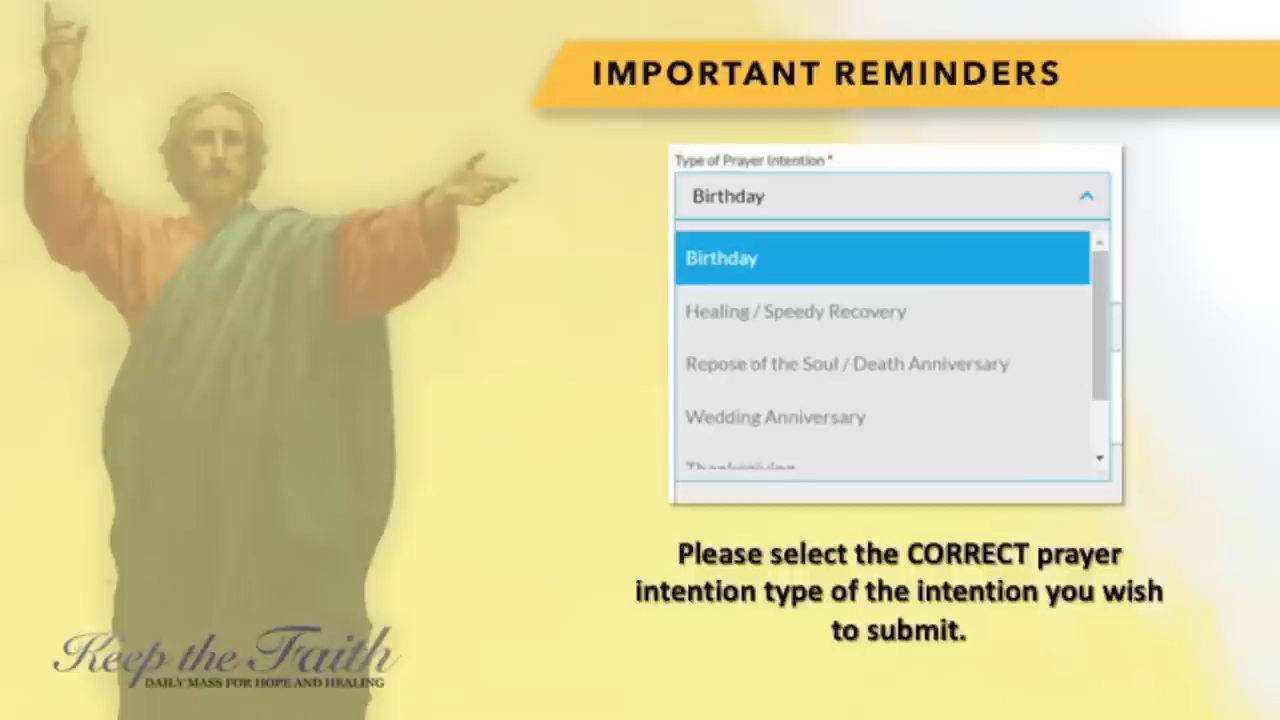 IMPORTANT REMINDERS
Type of Prayer Intention *
Birthday
Birthday
Healing / Speedy Recovery
Repose of the Soul / Death Anniversary
Wedding Anniversary
Thanksgiving
Please select the CORRECT prayer
intention type of the intention you wish
to submit.
Keep the Faith
DAILY MASS FOR HOPE AND HEALING